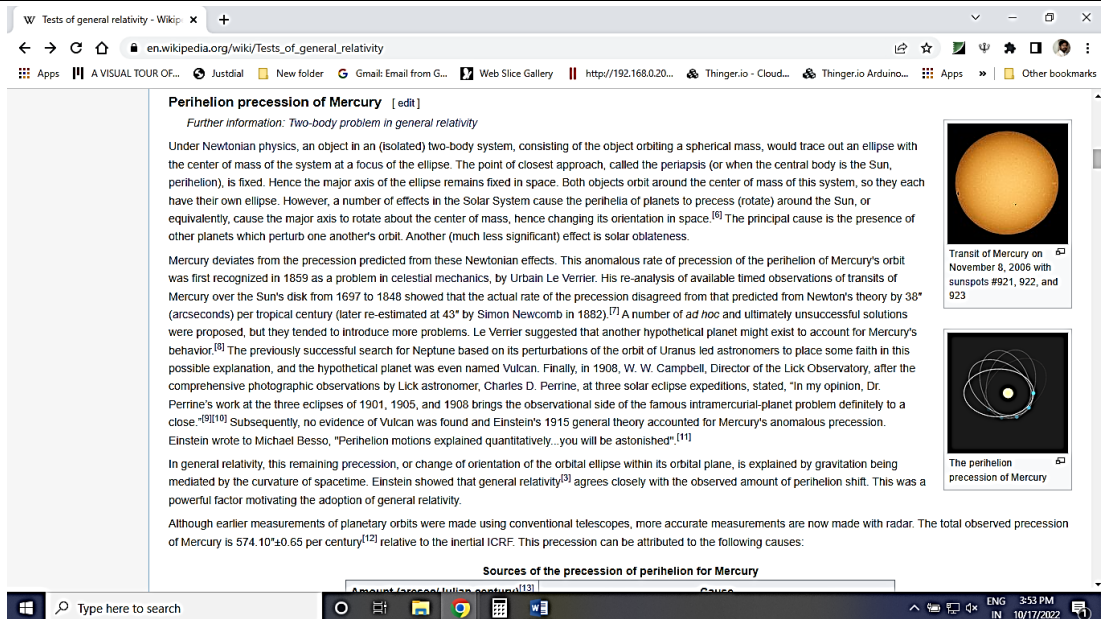 Tests of general relativity - Wikip
en.wikipedia.org/wiki/Tests_of_general_relativity
Apps A VISUAL TOUR OF... Justdial New folder Gmail: Email from G... Web Slice Gallery http://192.168.0.20... Thinger.io - Cloud... Thinger.io Arduino... Apps » Other bookmarks
Perihelion precession of Mercury [ edit ]
Further information: Two-body problem in general relativity
Under Newtonian physics, an object in an (isolated) two-body system, consisting of the object orbiting a spherical mass, would trace out an ellipse with
the center of mass of the system at a focus of the ellipse. The point of closest approach, called the periapsis (or when the central body is the Sun,
perihelion), is fixed. Hence the major axis of the ellipse remains fixed in space. Both objects orbit around the center of mass of this system, so they each
have their own ellipse. However, a number of effects in the Solar System cause the perihelia of planets to precess (rotate) around the Sun, or
equivalently, cause the major axis to rotate about the center of mass, hence changing its orientation in space.[6] The principal cause is the presence of
other planets which perturb one another's orbit. Another (much less significant) effect is solar oblateness.
Mercury deviates from the precession predicted from these Newtonian effects. This anomalous rate of precession of the perihelion of Mercury's orbit
was first recognized in 1859 as a problem in celestial mechanics, by Urbain Le Verrier. His re-analysis of available timed observations of transits of
Mercury over the Sun's disk from 1697 to 1848 showed that the actual rate of the precession disagreed from that predicted from Newton's theory by 38″
(arcseconds) per tropical century (later re-estimated at 43″ by Simon Newcomb in 1882).[7] A number of ad hoc and ultimately unsuccessful solutions
were proposed, but they tended to introduce more problems. Le Verrier suggested that another hypothetical planet might exist to account for Mercury's
behavior.[8] The previously successful search for Neptune based on its perturbations of the orbit of Uranus led astronomers to place some faith in this
possible explanation, and the hypothetical planet was even named Vulcan. Finally, in 1908, W. W. Campbell, Director of the Lick Observatory, after the
comprehensive photographic observations by Lick astronomer, Charles D. Perrine, at three solar eclipse expeditions, stated, "In my opinion, Dr.
Perrine's work at the three eclipses of 1901, 1905, and 1908 brings the observational side of the famous intramercurial-planet problem definitely to a
close."[9][10] Subsequently, no evidence of Vulcan was found and Einstein's 1915 general theory accounted for Mercury's anomalous precession.
Einstein wrote to Michael Besso, "Perihelion motions explained quantitatively...you will be astonished".[11]
In general relativity, this remaining precession, or change of orientation of the orbital ellipse within its orbital plane, is explained by gravitation being
mediated by the curvature of spacetime. Einstein showed that general relativity[3] agrees closely with the observed amount of perihelion shift. This was a
powerful factor motivating the adoption of general relativity.
Although earlier measurements of planetary orbits were made using conventional telescopes, more accurate measurements are now made with radar. The total observed precession
of Mercury is 574.10″±0.65 per century[12] relative to the inertial ICRF. This precession can be attributed to the following causes:
Sources of the precession of perihelion for Mercury
Amount (arcsec/Julian century)[13] Cause
Transit of Mercury on
November 8, 2006 with
sunspots #921, 922, and
923
The perihelion
precession of Mercury
Type here to search
ENG
IN
3:53 PM
10/17/2022
1